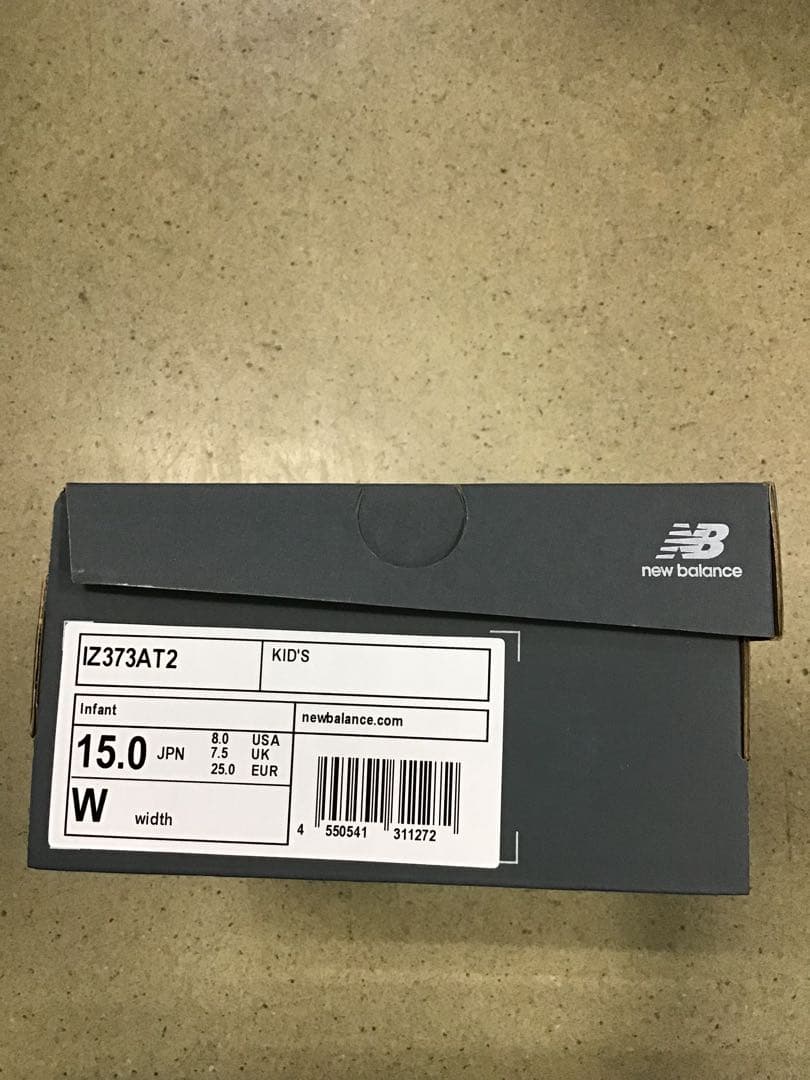 NB
new balance
IZ373AT2
KID'S
Infant
newbalance.com
15.0 JPN
8.0 USA
7.5 UK
25.0 EUR
W width
4 550541 311272